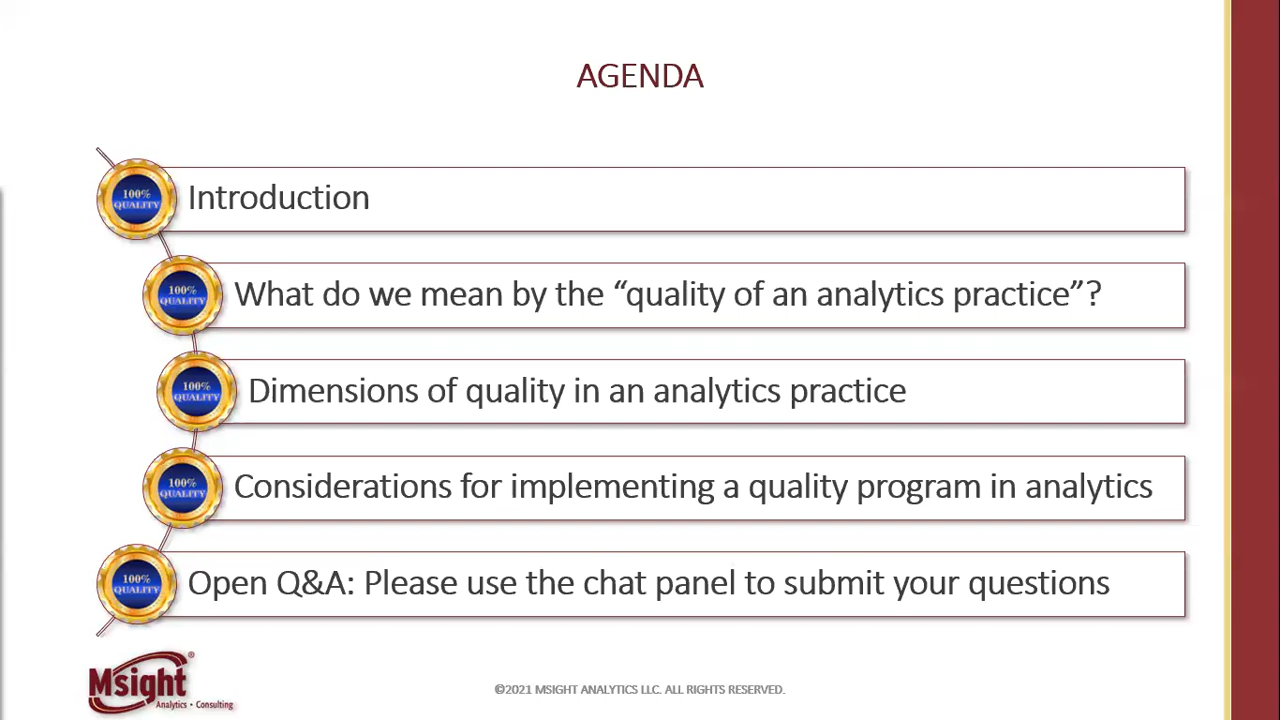 AGENDA
100%
QUALITY
Introduction
100%
QUALITY
What do we mean by the “quality of an analytics practice”?
100%
QUALITY
Dimensions of quality in an analytics practice
100%
QUALITY
Considerations for implementing a quality program in analytics
100%
QUALITY
Open Q&A: Please use the chat panel to submit your questions
Msight®
Analytics • Consulting
©2021 MSIGHT ANALYTICS LLC. ALL RIGHTS RESERVED.